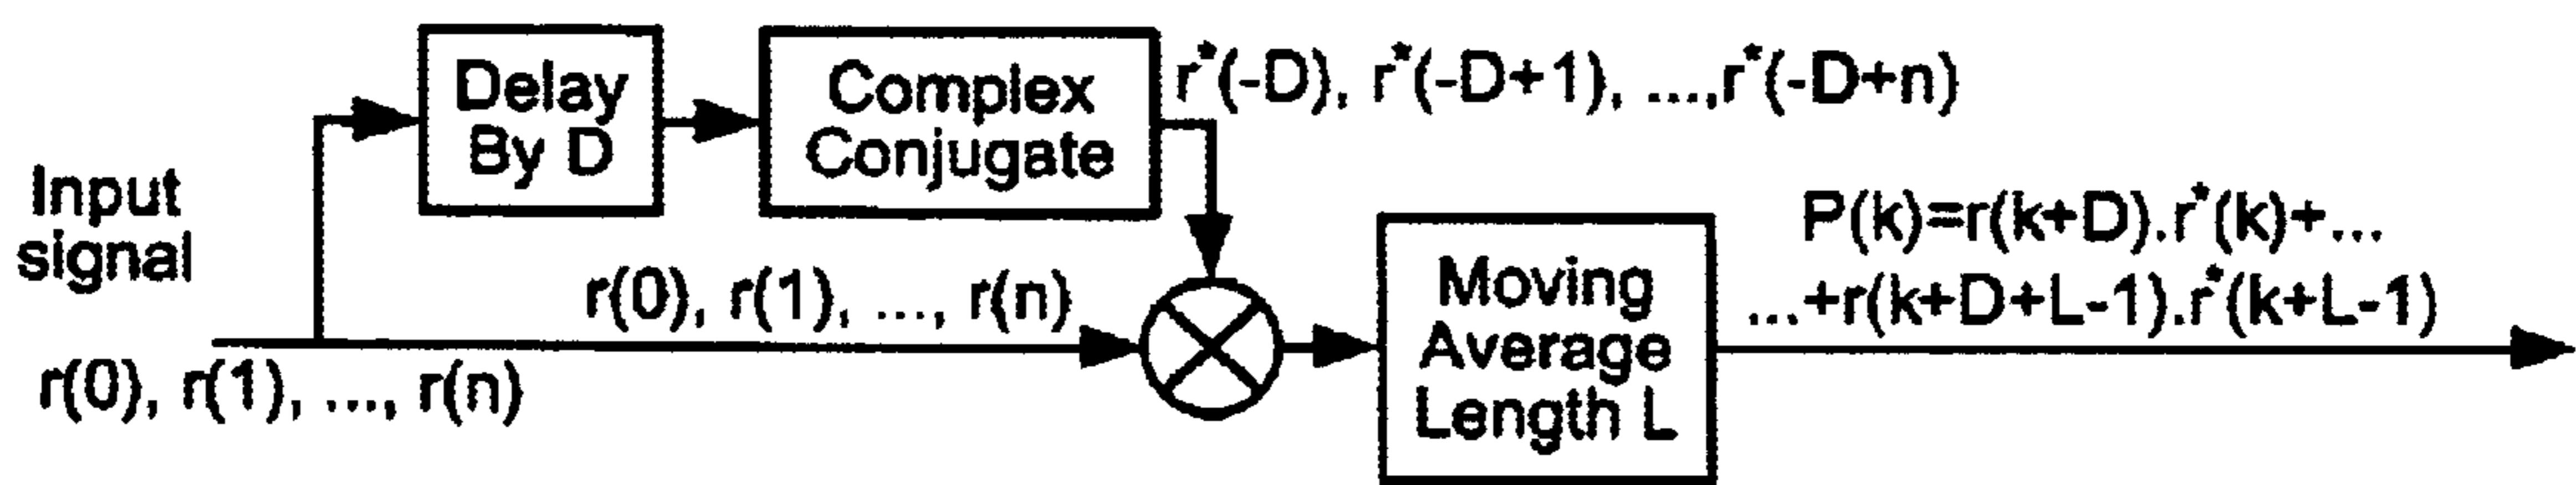 Input
signal
r(0), r(1), ..., r(n)
Delay
By D
Complex
Conjugate
r*(-D), r*(-D+1), ...,r*(-D+n)
r(0), r(1), ..., r(n)
Moving
Average
Length L
P(k)=r(k+D).r*(k)+...
...+r(k+D+L-1).r*(k+L-1)